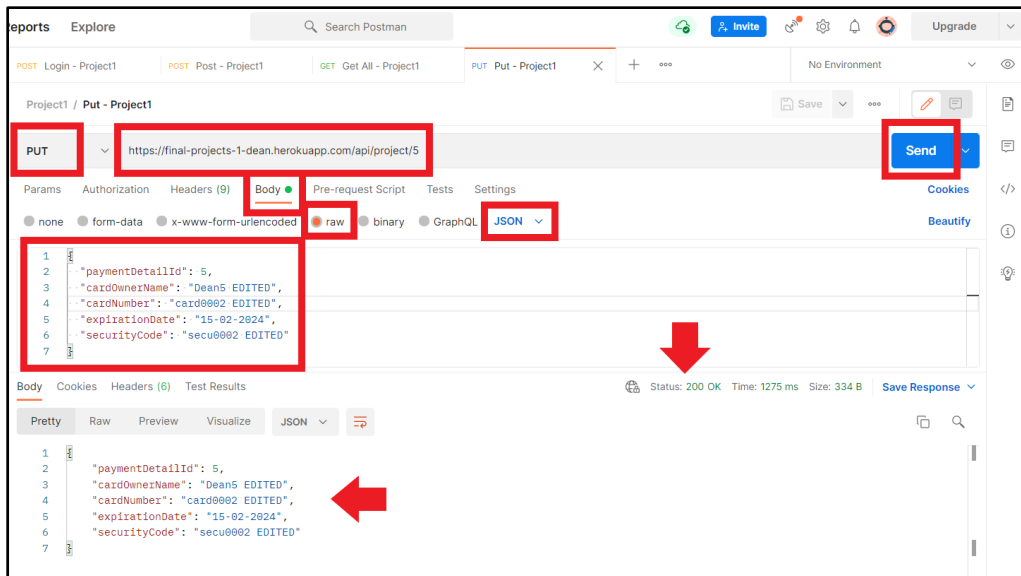 Reports Explore Search Postman Invite Upgrade
POST Login - Project1 POST Post - Project1 GET Get All - Project1 PUT Put - Project1 No Environment
Project1 / Put - Project1 Save
PUT https://final-projects-1-dean.herokuapp.com/api/project/5 Send
Params Authorization Headers (9) Body Pre-request Script Tests Settings Cookies
none form-data x-www-form-urlencoded raw binary GraphQL JSON Beautify
1 {
2 "paymentDetailId": 5,
3 "cardOwnerName": "Dean5 EDITED",
4 "cardNumber": "card0002 EDITED",
5 "expirationDate": "15-02-2024",
6 "securityCode": "secu0002 EDITED"
7 }
Body Cookies Headers (6) Test Results Status: 200 OK Time: 1275 ms Size: 334 B Save Response
Pretty Raw Preview Visualize JSON
1 {
2 "paymentDetailId": 5,
3 "cardOwnerName": "Dean5 EDITED",
4 "cardNumber": "card0002 EDITED",
5 "expirationDate": "15-02-2024",
6 "securityCode": "secu0002 EDITED"
7 }